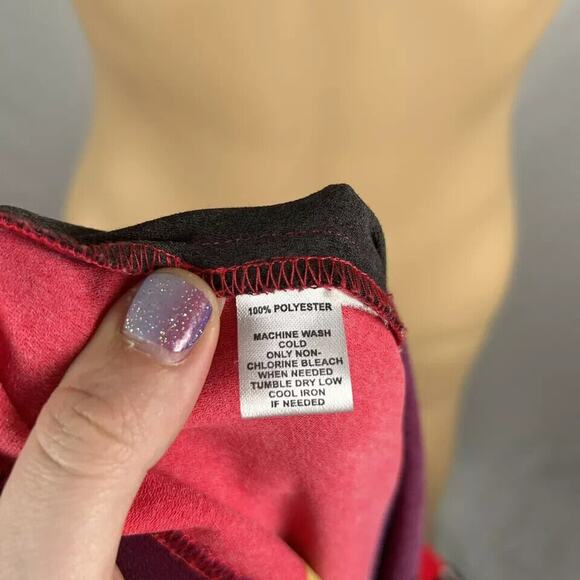 100% POLYESTER
MACHINE WASH
COLD
ONLY NON-
CHLORINE BLEACH
WHEN NEEDED
TUMBLE DRY LOW
COOL IRON
IF NEEDED